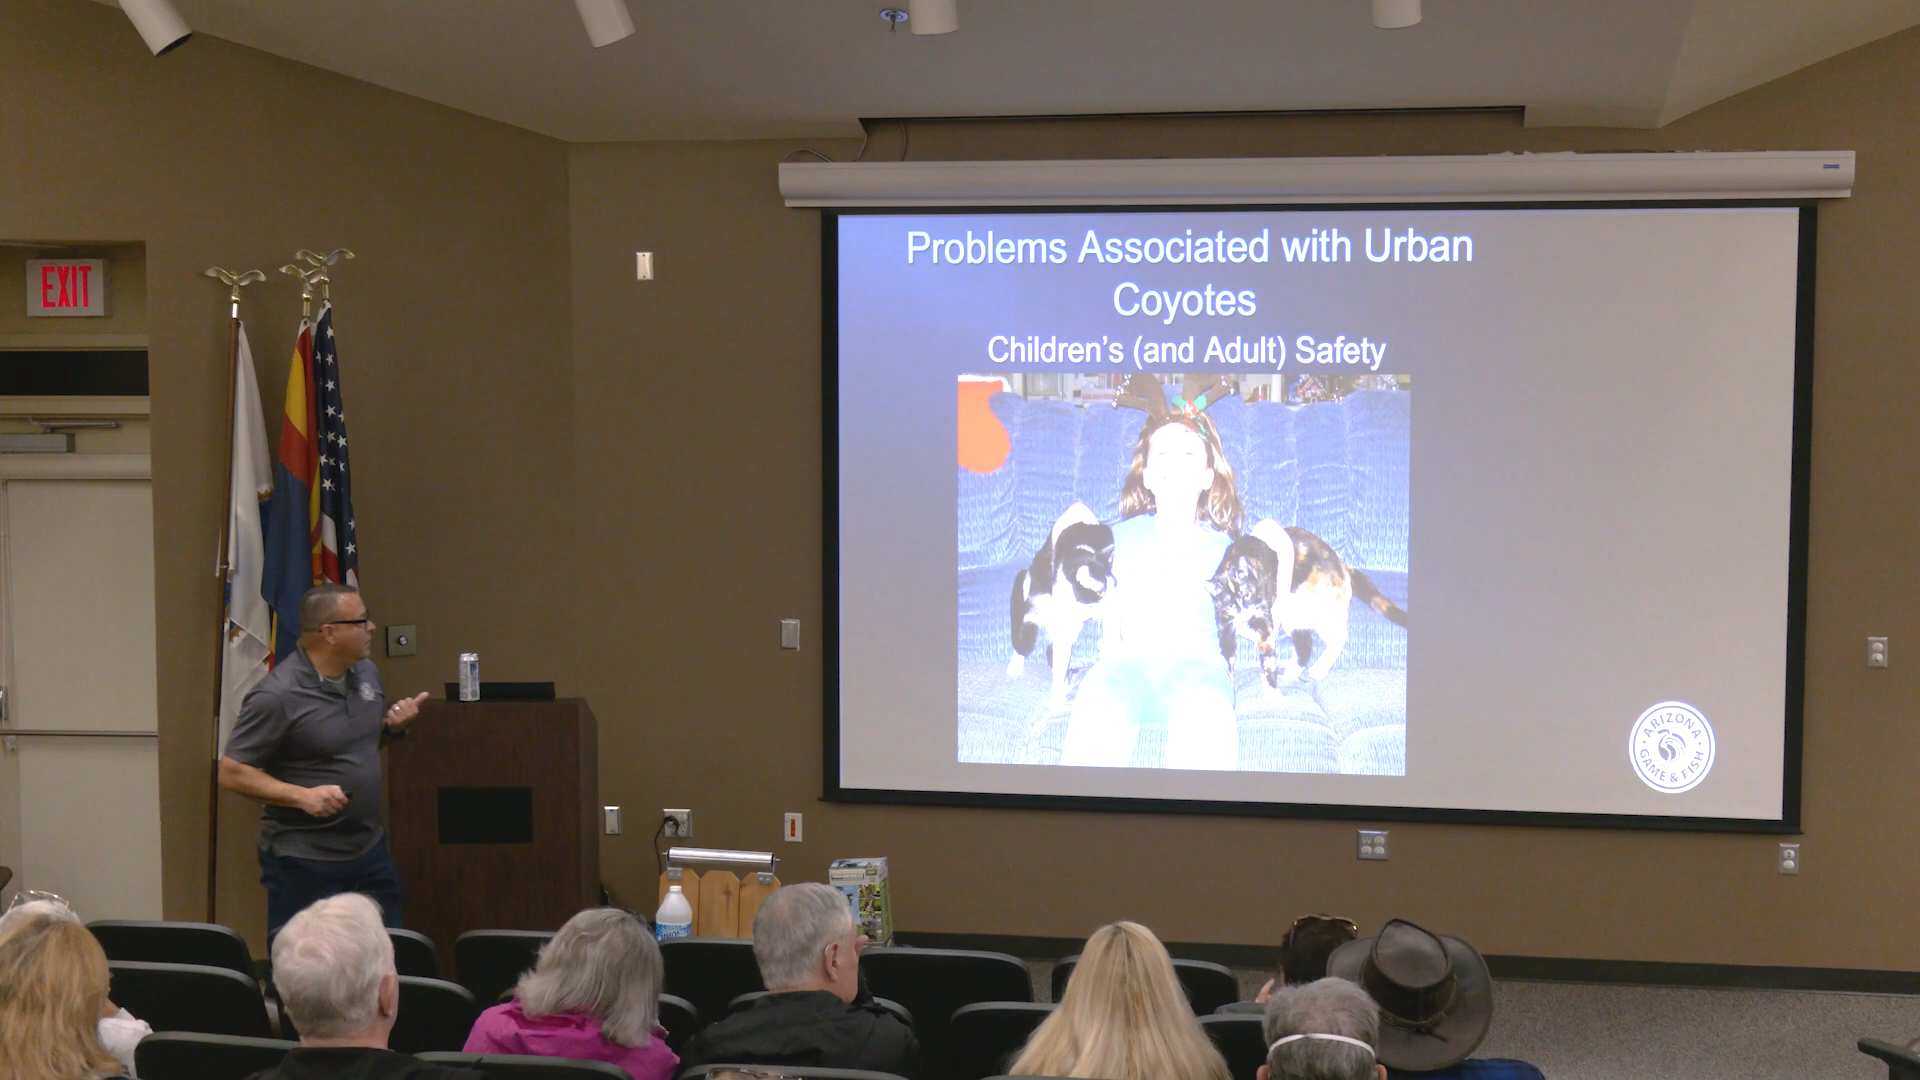 EXIT
Problems Associated with Urban
Coyotes
Children's (and Adult) Safety
ARIZONA
GAME & FISH